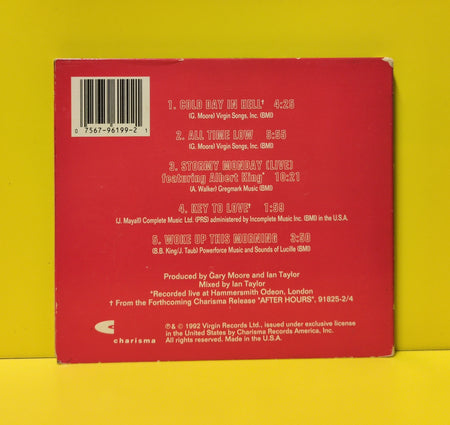 0 7567-96199-2 1
1. COLD DAY IN HELL† 4:25
(G. Moore) Virgin Songs, Inc. (BMI)
2. ALL TIME LOW 5:55
(G. Moore) Virgin Songs, Inc. (BMI)
3. STORMY MONDAY (LIVE)
featuring Albert King* 10:21
(A. Walker) Gregmark Music (BMI)
4. KEY TO LOVE† 1:59
(J. Mayall) Complete Music Ltd. (PRS) administered by Incomplete Music Inc. (BMI) in the U.S.A.
5. WOKE UP THIS MORNING 3:50
(B.B. King/J. Taub) Powerforce Music and Sounds of Lucille (BMI)
Produced by Gary Moore and Ian Taylor
Mixed by Ian Taylor
*Recorded live at Hammersmith Odeon, London
† From the Forthcoming Charisma Release "AFTER HOURS", 91825-2/4
charisma
℗ & © 1992 Virgin Records Ltd., issued under exclusive license
in the United States by Charisma Records America, Inc.
All rights reserved. Made in the U.S.A.